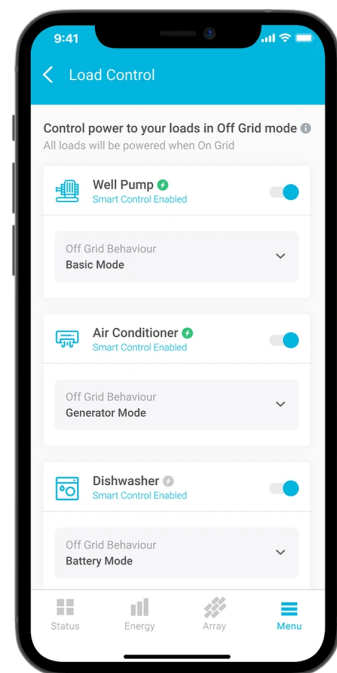 9:41
Load Control
Control power to your loads in Off Grid mode
All loads will be powered when On Grid
Well Pump
Smart Control Enabled
Off Grid Behaviour
Basic Mode
Air Conditioner
Smart Control Enabled
Off Grid Behaviour
Generator Mode
Dishwasher
Smart Control Enabled
Off Grid Behaviour
Battery Mode
Status Energy Array Menu